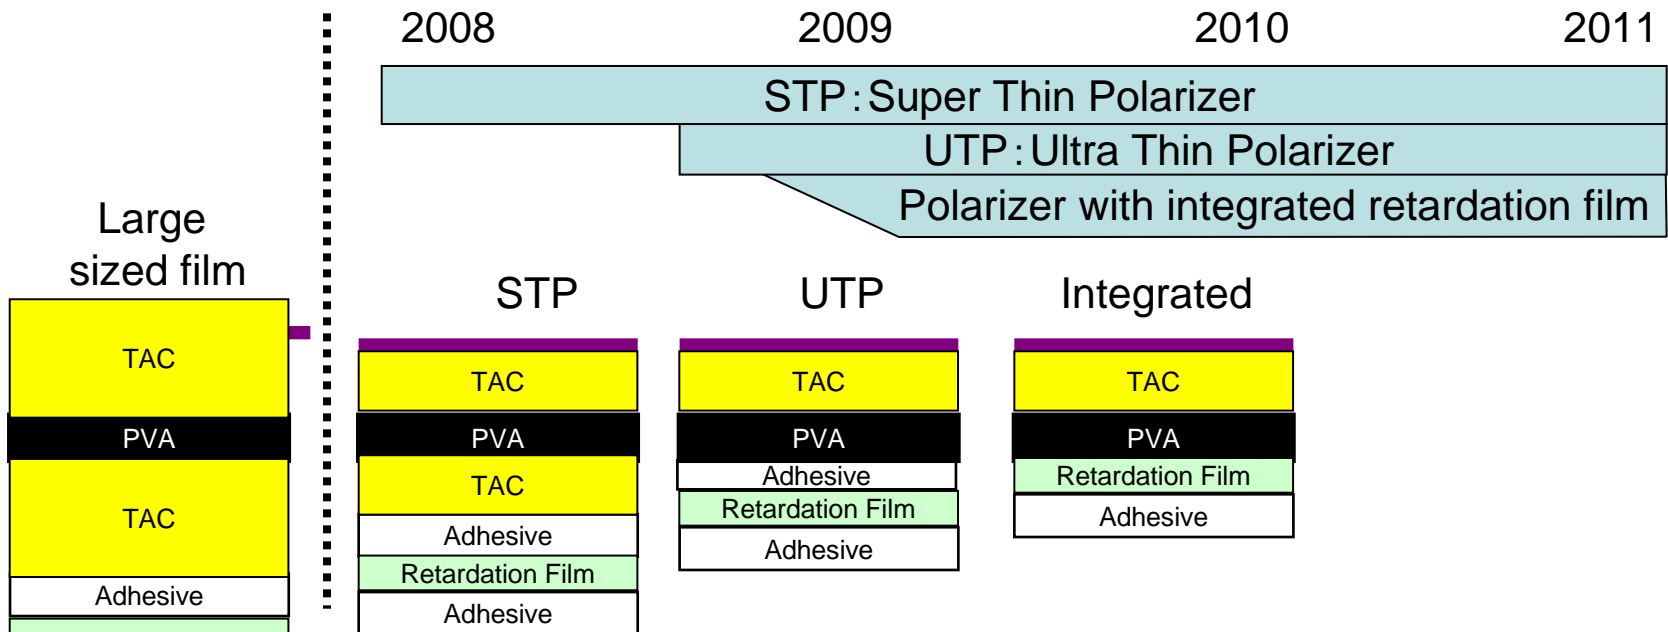 2008
2009
2010
2011
STP：Super Thin Polarizer
UTP：Ultra Thin Polarizer
Polarizer with integrated retardation film
Large
sized film
TAC
PVA
TAC
Adhesive
STP
TAC
PVA
TAC
Adhesive
Retardation Film
Adhesive
UTP
TAC
PVA
Adhesive
Retardation Film
Adhesive
Integrated
TAC
PVA
Retardation Film
Adhesive